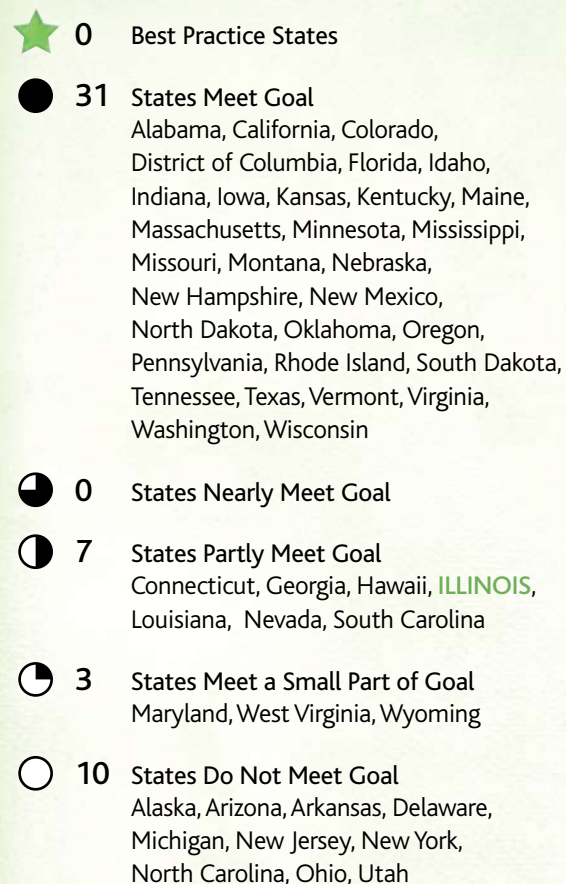 0 Best Practice States
31 States Meet Goal
Alabama, California, Colorado,
District of Columbia, Florida, Idaho,
Indiana, Iowa, Kansas, Kentucky, Maine,
Massachusetts, Minnesota, Mississippi,
Missouri, Montana, Nebraska,
New Hampshire, New Mexico,
North Dakota, Oklahoma, Oregon,
Pennsylvania, Rhode Island, South Dakota,
Tennessee, Texas, Vermont, Virginia,
Washington, Wisconsin
0 States Nearly Meet Goal
7 States Partly Meet Goal
Connecticut, Georgia, Hawaii, ILLINOIS,
Louisiana, Nevada, South Carolina
3 States Meet a Small Part of Goal
Maryland, West Virginia, Wyoming
10 States Do Not Meet Goal
Alaska, Arizona, Arkansas, Delaware,
Michigan, New Jersey, New York,
North Carolina, Ohio, Utah